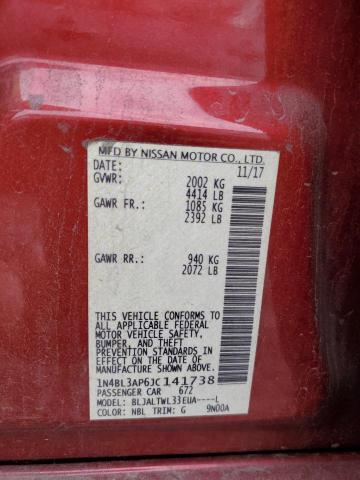 MFD BY NISSAN MOTOR CO., LTD.
DATE: 11/17
GVWR: 2002 KG
4414 LB
GAWR FR.: 1085 KG
2392 LB
GAWR RR.: 940 KG
2072 LB
THIS VEHICLE CONFORMS TO
ALL APPLICABLE FEDERAL
MOTOR VEHICLE SAFETY,
BUMPER, AND THEFT
PREVENTION STANDARDS IN
EFFECT ON THE DATE OF
MANUFACTURE SHOWN ABOVE.
1N4BL3AP6JC141738
PASSENGER CAR 672
MODEL: BLJALTWL33EUA----L
COLOR: NBL TRIM: G 9N00A